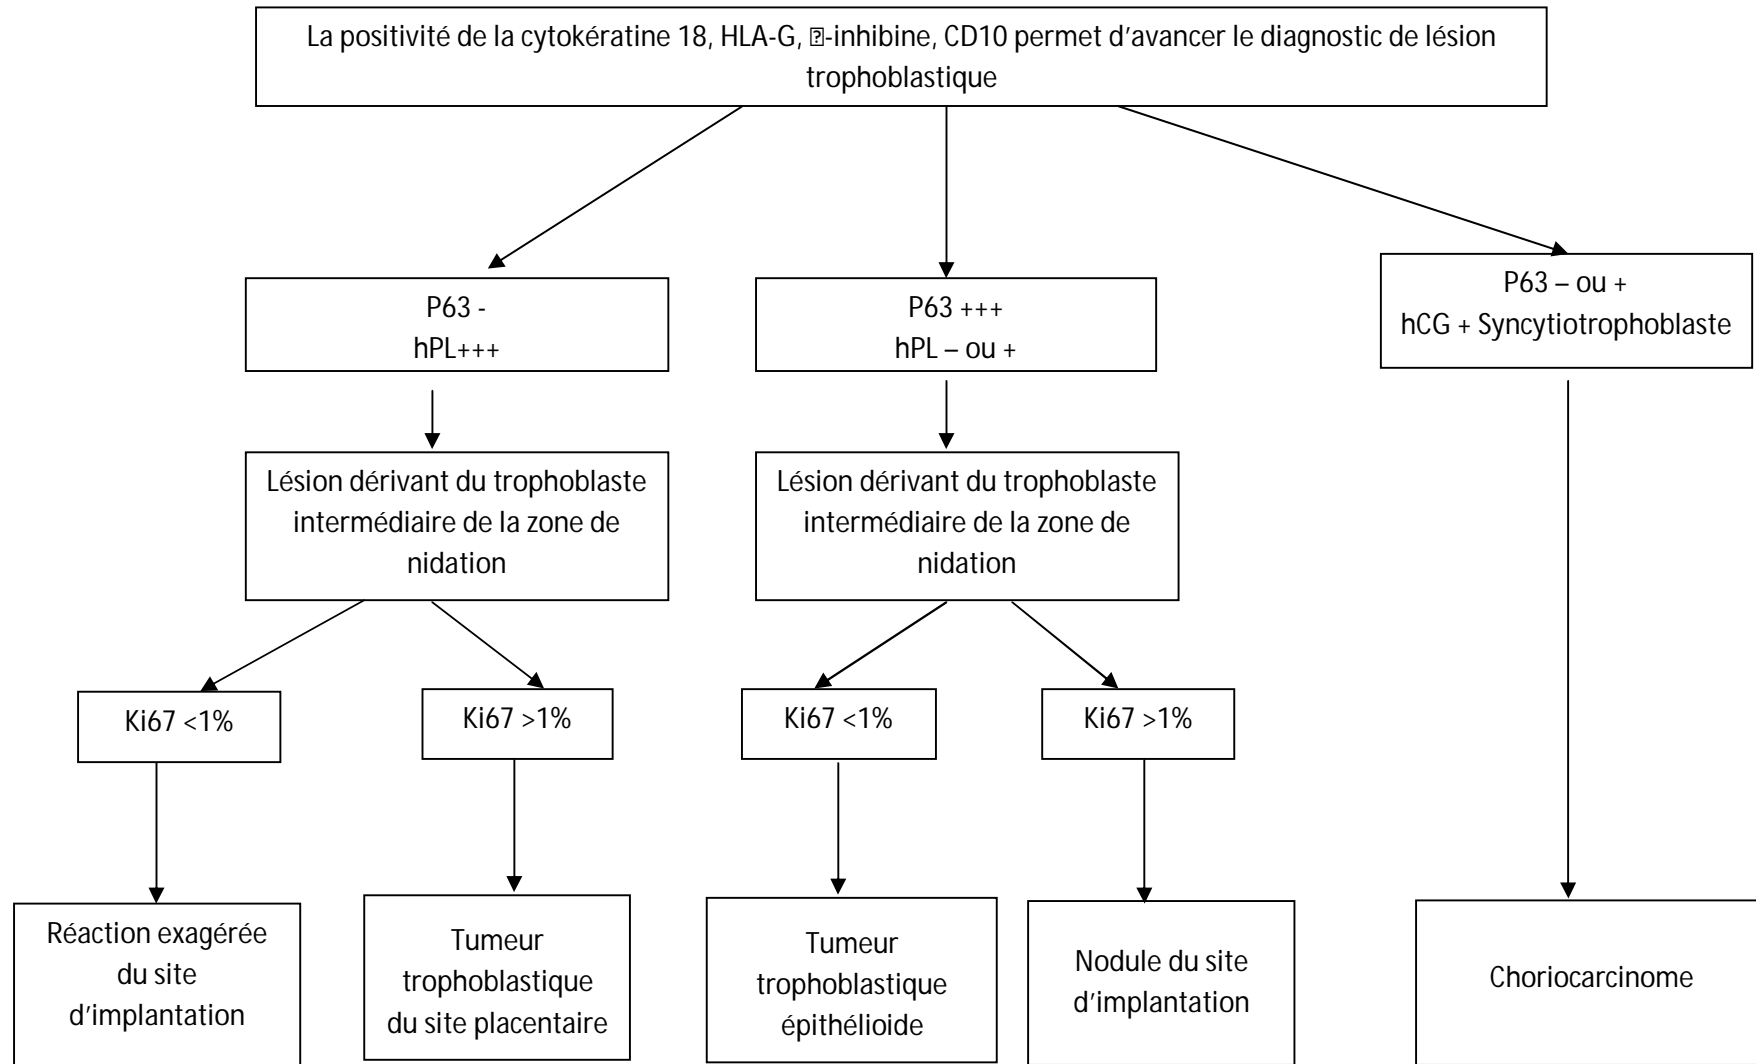 La positivité de la cytokératine 18, HLA-G, -inhibine, CD10 permet d'avancer le diagnostic de lésion
trophoblastique
P63 -
hPL+++
P63 +++
hPL – ou +
P63 – ou +
hCG + Syncytiotrophoblaste
Lésion dérivant du trophoblaste
intermédiaire de la zone de
nidation
Lésion dérivant du trophoblaste
intermédiaire de la zone de
nidation
Ki67 <1%
Ki67 >1%
Ki67 <1%
Ki67 >1%
Réaction exagérée
du site
d'implantation
Tumeur
trophoblastique
du site placentaire
Tumeur
trophoblastique
épithélioide
Nodule du site
d'implantation
Choriocarcinome